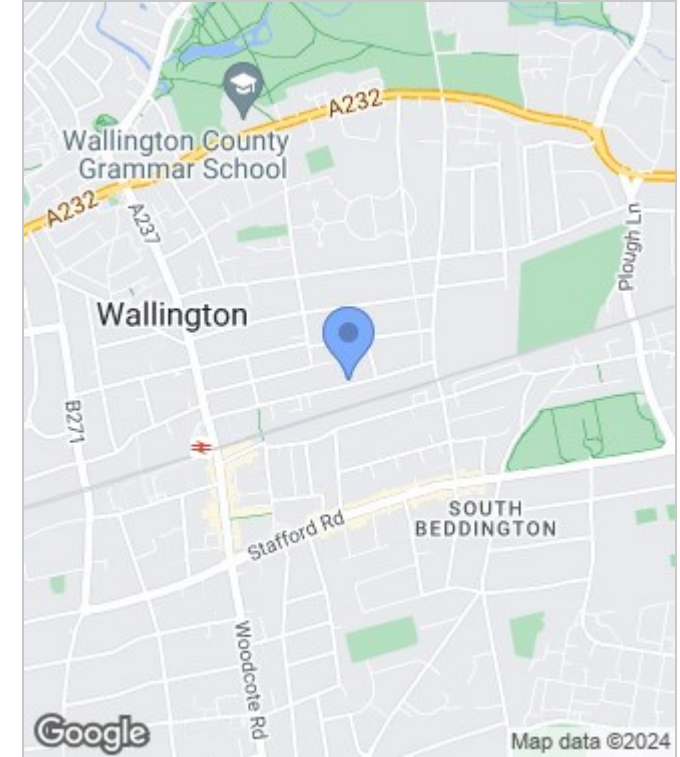 A232
Wallington County
Grammar School
A232
A237
Plough Ln
Wallington
B271
SOUTH
BEDDINGTON
Stafford Rd
Woodcote Rd
Google
Map data ©2024